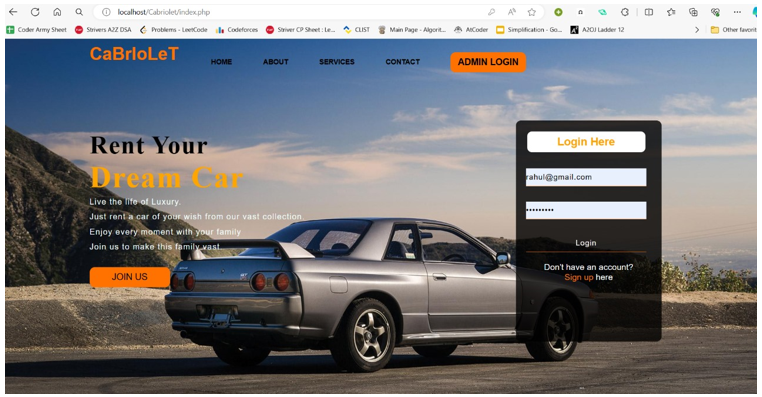 localhost/Cabriolet/index.php
Coder Army Sheet
Strivers A2Z DSA
Problems - LeetCode
Codeforces
Striver CP Sheet : Le...
CLIST
Main Page - Algorit...
AtCoder
Simplification - Go...
A2OJ Ladder 12
Other favorit
CaBrIoLeT
HOME
ABOUT
SERVICES
CONTACT
ADMIN LOGIN
Rent Your
Dream Car
Live the life of Luxury.
Just rent a car of your wish from our vast collection.
Enjoy every moment with your family
Join us to make this family vast.
JOIN US
Login Here
rahul@gmail.com
•••••••••
Login
Don't have an account?
Sign up here